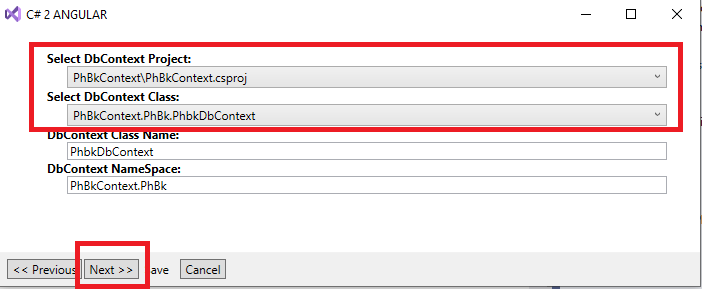 C# 2 ANGULAR
Select DbContext Project:
PhBkContext\PhBkContext.csproj
Select DbContext Class:
PhBkContext.PhBk.PhbkDbContext
DbContext Class Name:
PhbkDbContext
DbContext NameSpace:
PhBkContext.PhBk
<< Previous Next >> ave Cancel